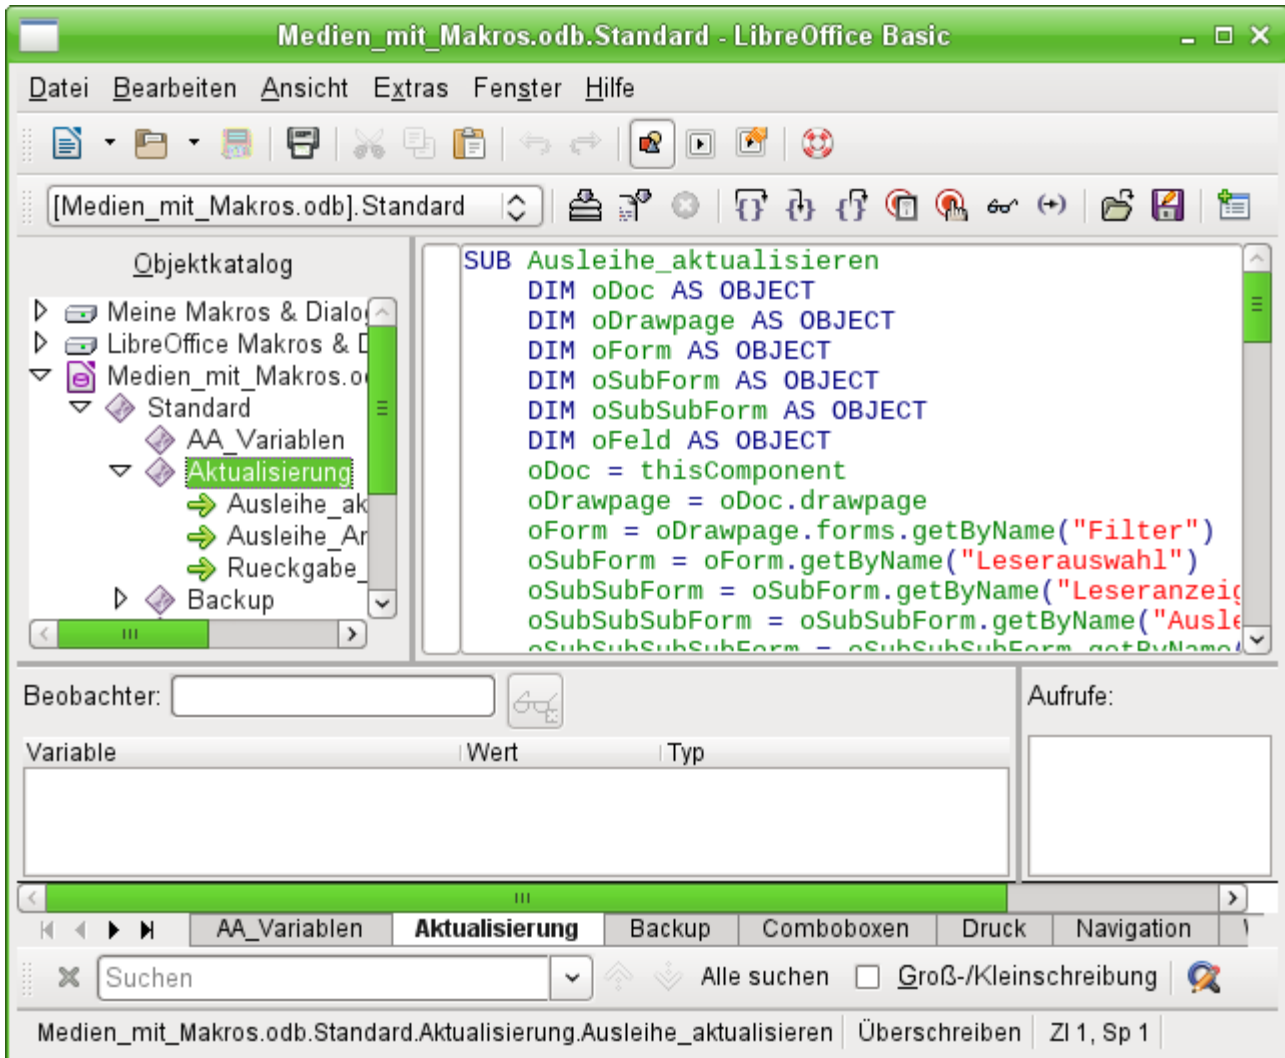 Medien_mit_Makros.odb.Standard - LibreOffice Basic
Datei Bearbeiten Ansicht Extras Fenster Hilfe
[Medien_mit_Makros.odb].Standard
Objektkatalog
Meine Makros & Dialo
LibreOffice Makros & D
Medien_mit_Makros.o
Standard
AA_Variablen
Aktualisierung
Ausleihe_ak
Ausleihe_Ar
Rueckgabe_
Backup
SUB Ausleihe_aktualisieren
DIM oDoc AS OBJECT
DIM oDrawpage AS OBJECT
DIM oForm AS OBJECT
DIM oSubForm AS OBJECT
DIM oSubSubForm AS OBJECT
DIM oFeld AS OBJECT
oDoc = thisComponent
oDrawpage = oDoc.drawpage
oForm = oDrawpage.forms.getByName("Filter")
oSubForm = oForm.getByName("Leserauswahl")
oSubSubForm = oSubForm.getByName("Leseranzeig
oSubSubSubForm = oSubSubForm.getByName("Ausle
oSubSubSubSubForm = oSubSubSubForm.getByName(
Beobachter:
Aufrufe:
Variable Wert Typ
AA_Variablen Aktualisierung Backup Comboboxen Druck Navigation
Suchen Alle suchen Groß-/Kleinschreibung
Medien_mit_Makros.odb.Standard.Aktualisierung.Ausleihe_aktualisieren Überschreiben Zl 1, Sp 1